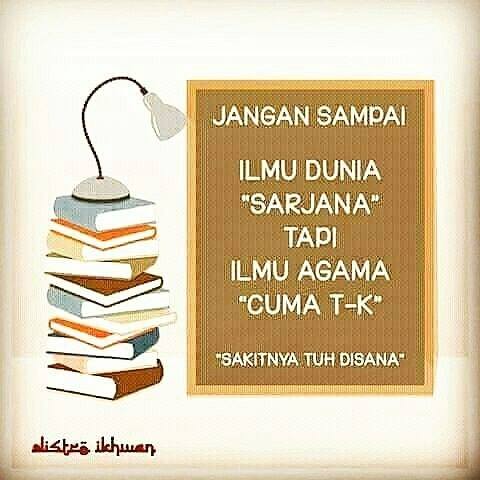 JANGAN SAMPAI
ILMU DUNIA
"SARJANA"
TAPI
ILMU AGAMA
"CUMA T-K"
"SAKITNYA TUH DISANA"
distro ikhwan